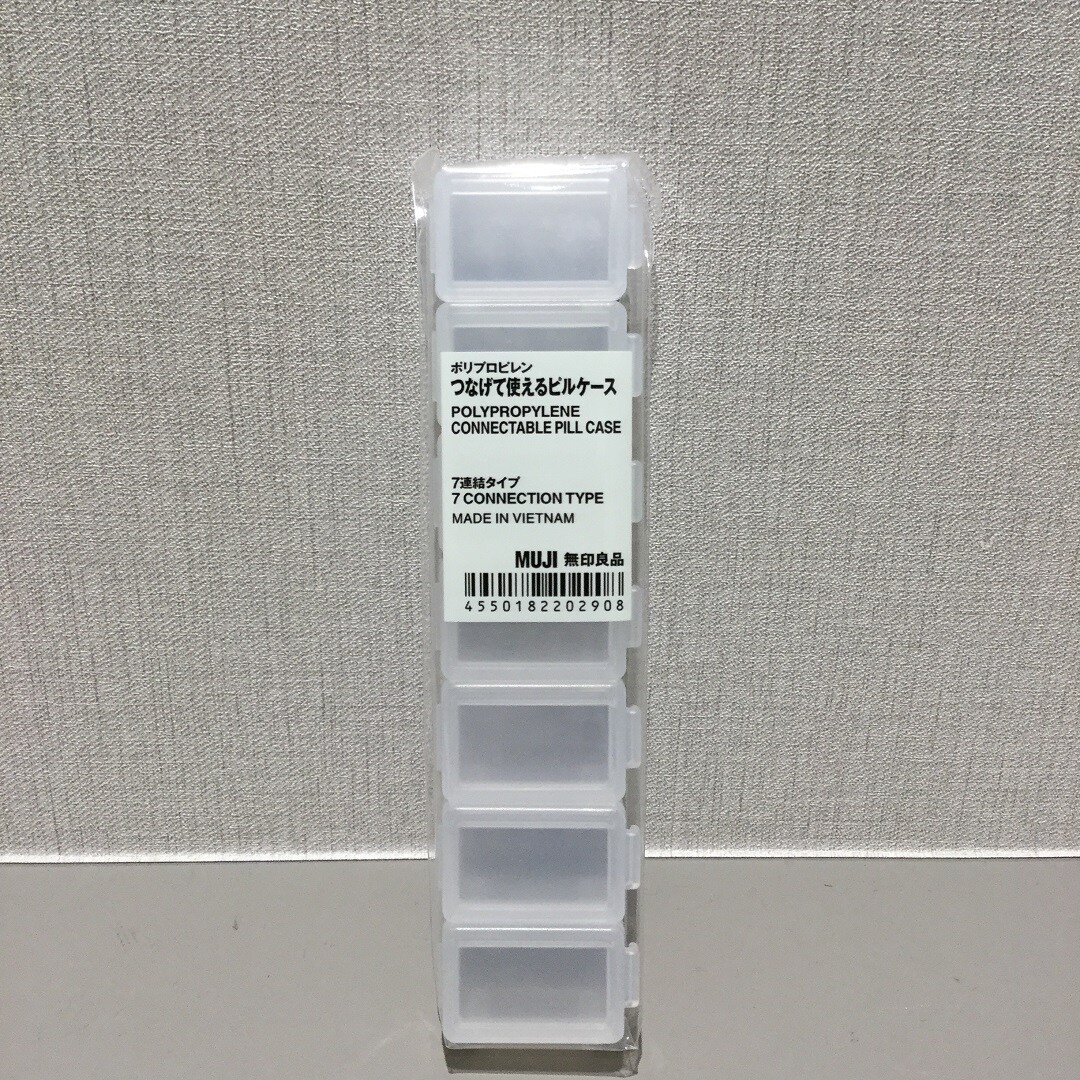 ポリプロピレン
つなげて使えるピルケース
POLYPROPYLENE
CONNECTABLE PILL CASE
7連結タイプ
7 CONNECTION TYPE
MADE IN VIETNAM
MUJI 無印良品
4550182202908